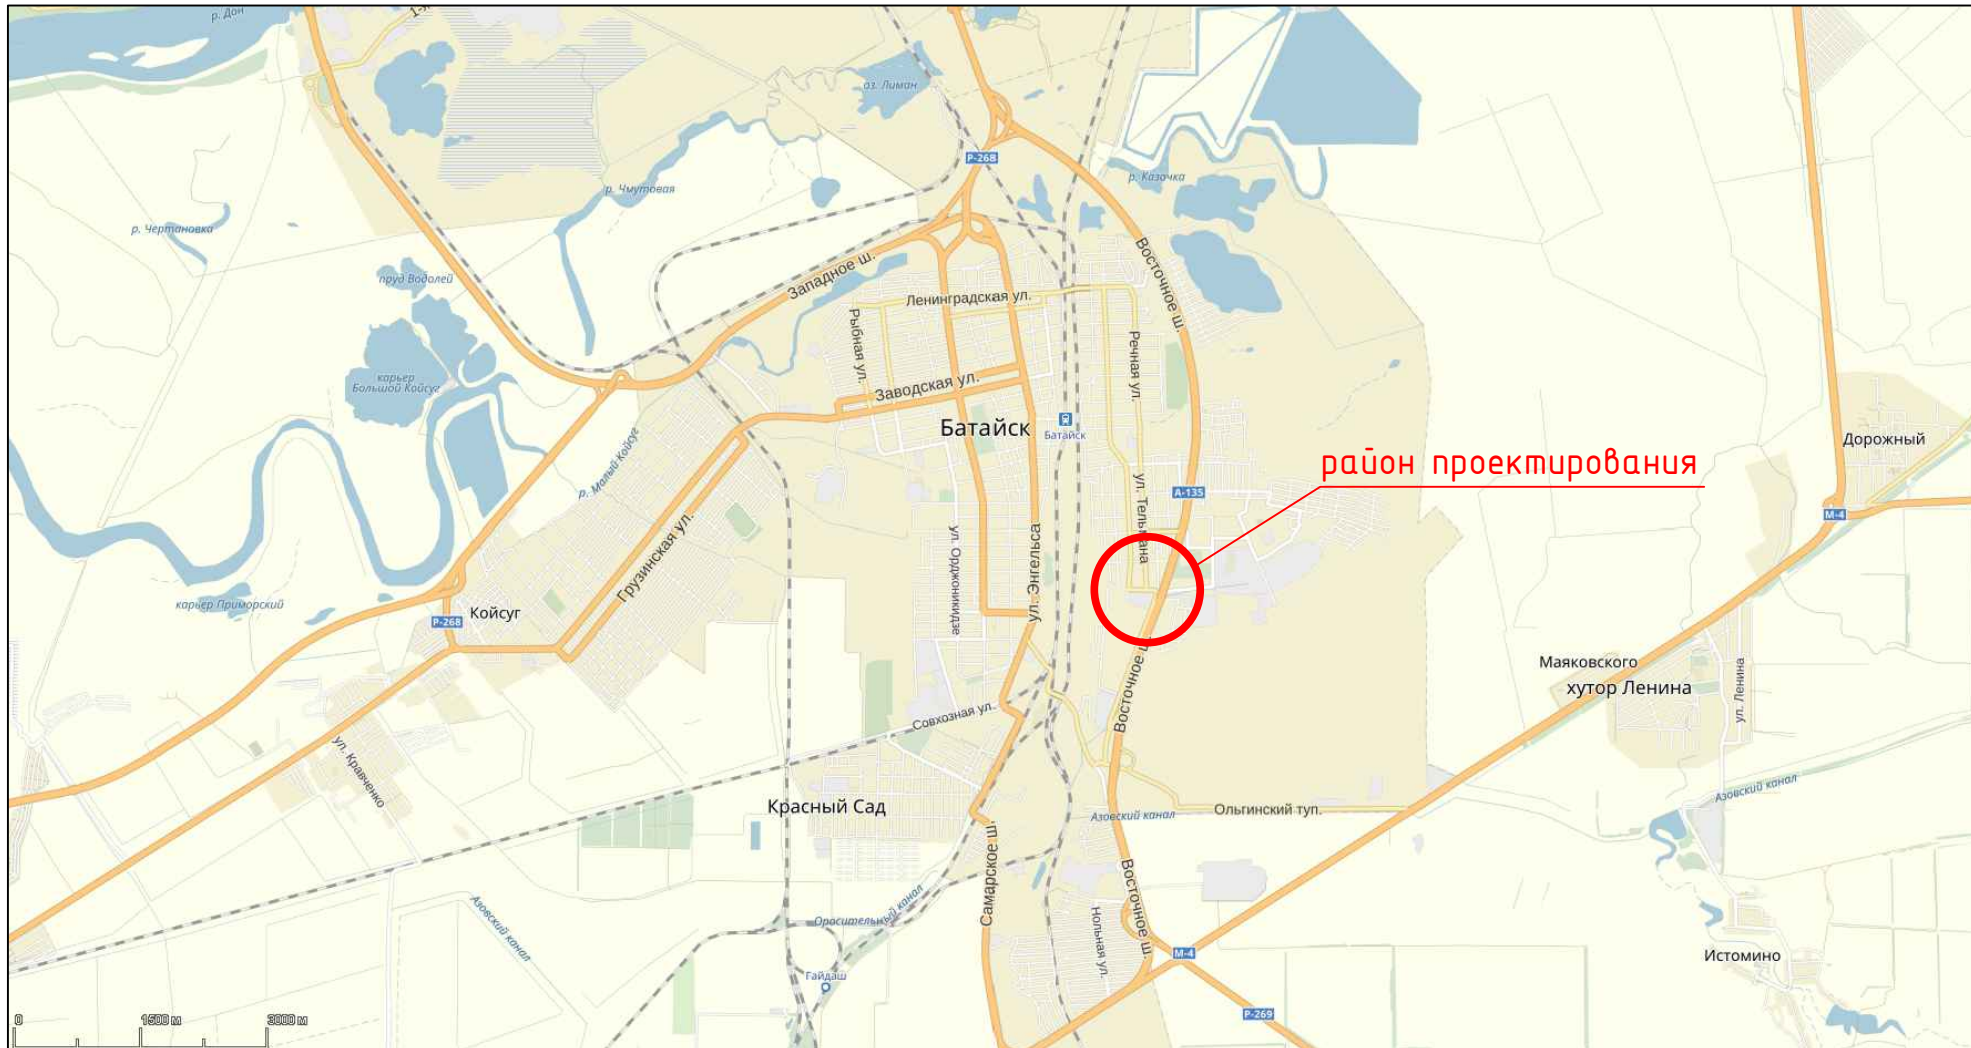 р. Дон
оз. Лиман
Р-268
р. Казачка
р. Чмутовая
р. Чертановка
пруд Водолей
Западное ш.
Восточное ш.
Ленинградская ул.
Рыбная ул.
Речная ул.
карьер
Большой Койсуг
Заводская ул.
Батайск
Батайск
р. Малый Койсуг
район проектирования
Дорожный
А-135
М-4
ул. Тельмана
Грузинская ул.
ул. Орджоникидзе
ул. Энгельса
карьер Приморский
Койсуг
Р-268
Восточное ш.
Маяковского
хутор Ленина
ул. Ленина
Совхозная ул.
ул. Кравченко
Красный Сад
Азовский канал
Ольгинский туп.
Азовский канал
Самарское ш.
Восточное ш.
Оросительный канал
Азовский канал
Нольная ул.
М-4
Истомино
Гайдаш
Р-269
0 1500 м 3000 м